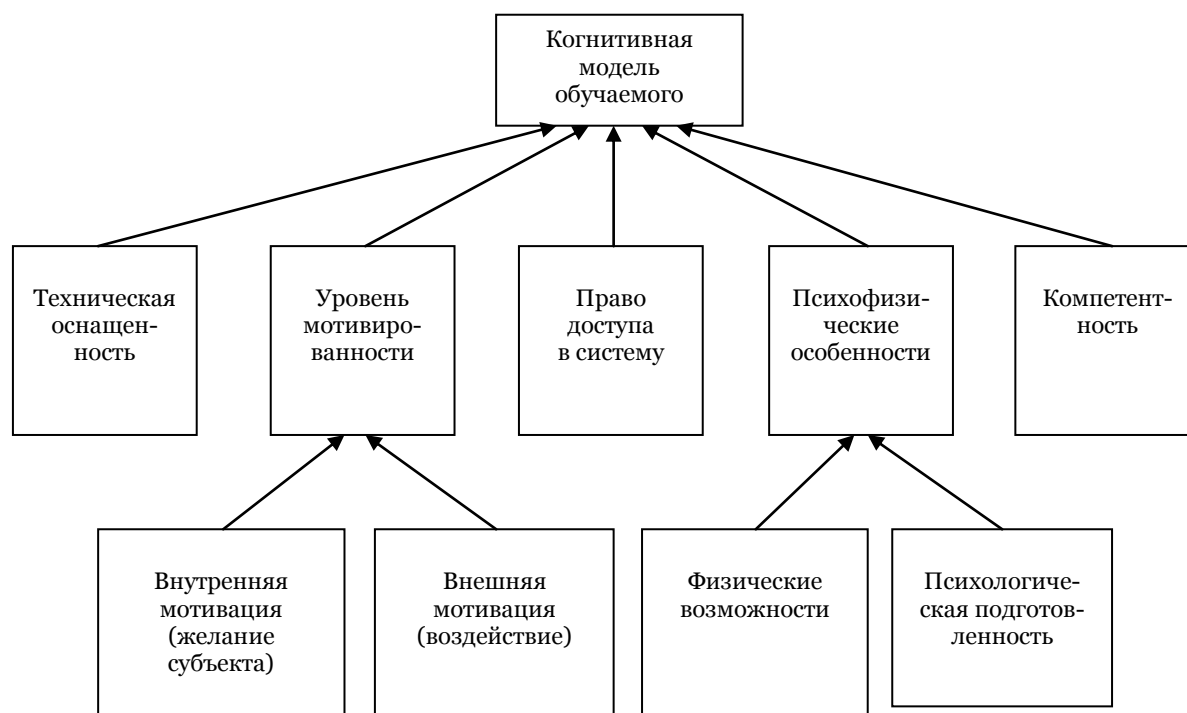 Когнитивная
модель
обучаемого
Техническая
оснащен-
ность
Уровень
мотивиро-
ванности
Право
доступа
в систему
Психофизи-
ческие
особенности
Компетент-
ность
Внутренняя
мотивация
(желание
субъекта)
Внешняя
мотивация
(воздействие)
Физические
возможности
Психологиче-
ская подготов-
ленность